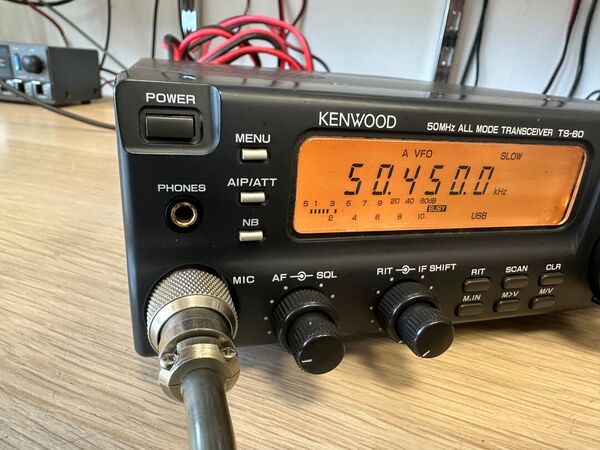 POWER
KENWOOD
50MHz ALL MODE TRANSCEIVER TS-60
MENU
A VFO SLOW
AIP/ATT
50.450.0 kHz
PHONES
S 1 3 5 7 9 20 40 60dB
BUSY
2 4 6 8 10
USB
NB
MIC
AF SQL
RIT IF SHIFT
RIT SCAN CLR
M.IN M>V M/V